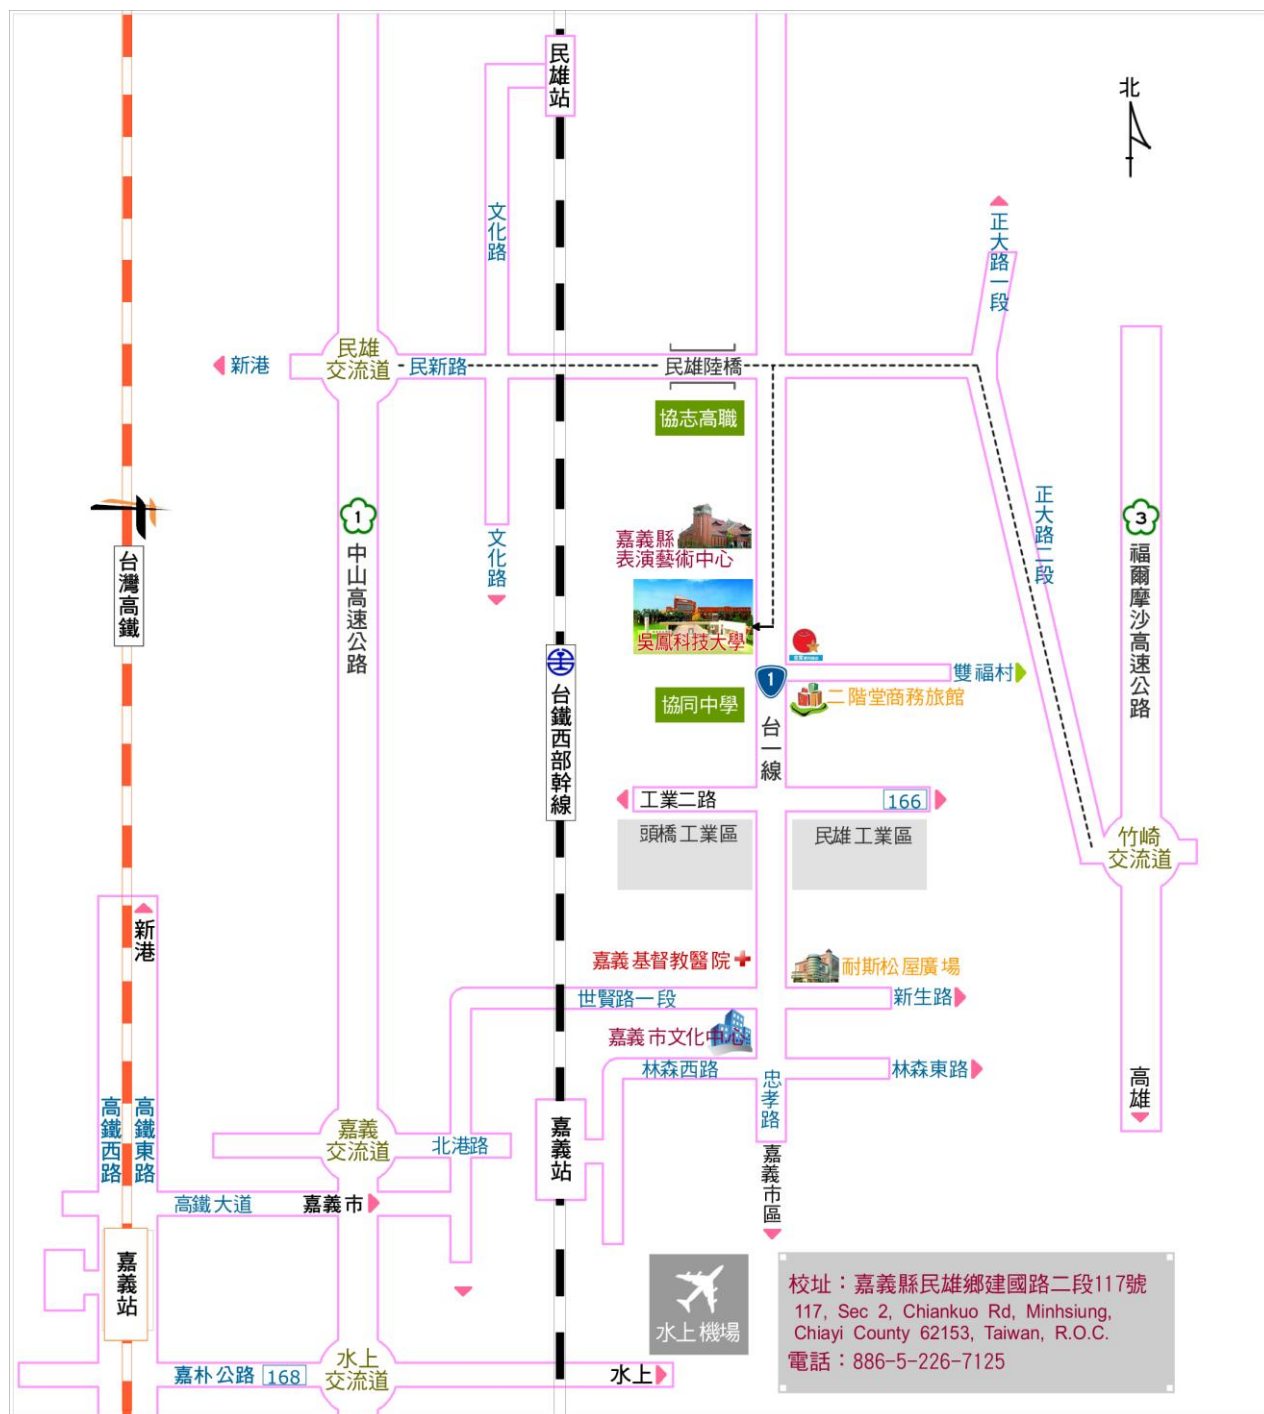 民雄站
北
文化路
正大路一段
新港
民雄
交流道
民新路
民雄陸橋
協志高職
正大路二段
1
中山高速公路
3
福爾摩沙高速公路
文化路
嘉義縣
表演藝術中心
台灣高鐵
吳鳳科技大學
台鐵西部幹線
1
台一線
雙福村
二階堂商務旅館
協同中學
工業二路
166
頭橋工業區
民雄工業區
竹崎
交流道
新港
嘉義基督教醫院
耐斯松屋廣場
世賢路一段
新生路
嘉義市文化中心
林森西路
忠孝路
林森東路
高雄
高鐵西路
高鐵東路
嘉義
交流道
北港路
嘉義站
嘉義市區
高鐵大道
嘉義市
嘉義站
水上機場
校址：嘉義縣民雄鄉建國路二段117號
117, Sec 2, Chiankuo Rd, Minhsiung,
Chiayi County 62153, Taiwan, R.O.C.
電話：886-5-226-7125
嘉朴公路
168
水上
交流道
水上